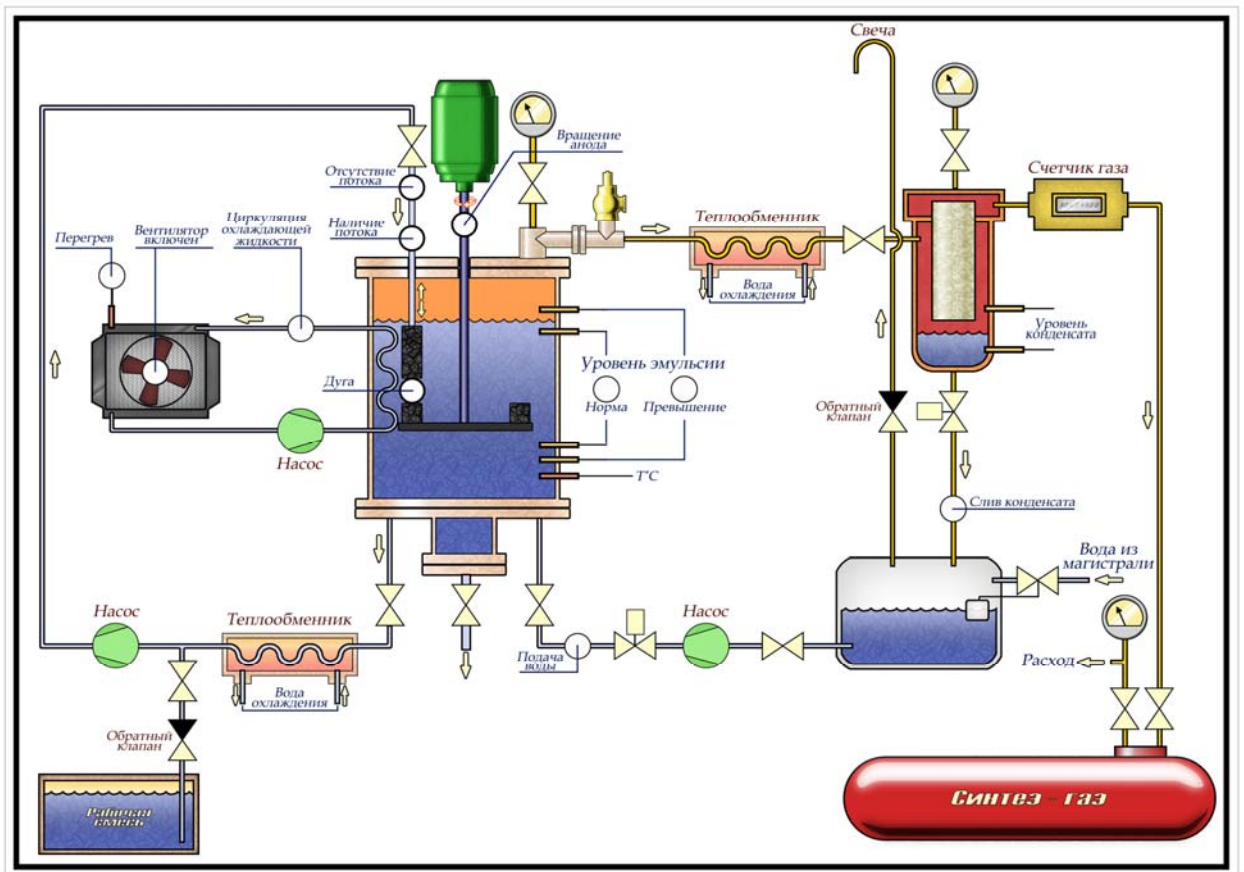 Свеча
Вращение
анода
Отсутствие
потока
Счетчик газа
Циркуляция
охлаждающей
жидкости
Наличие
потока
Теплообменник
Перегрев
Вентилятор
включен
Вода
охлаждения
Уровень
конденсата
Уровень эмульсии
Дуга
Норма
Превышение
Обратный
клапан
Насос
T°C
Слив конденсата
Вода из
магистрали
Насос
Теплообменник
Насос
Подача
воды
Расход
Вода
охлаждения
Обратный
клапан
Рабочая
смесь
Синтез - газ